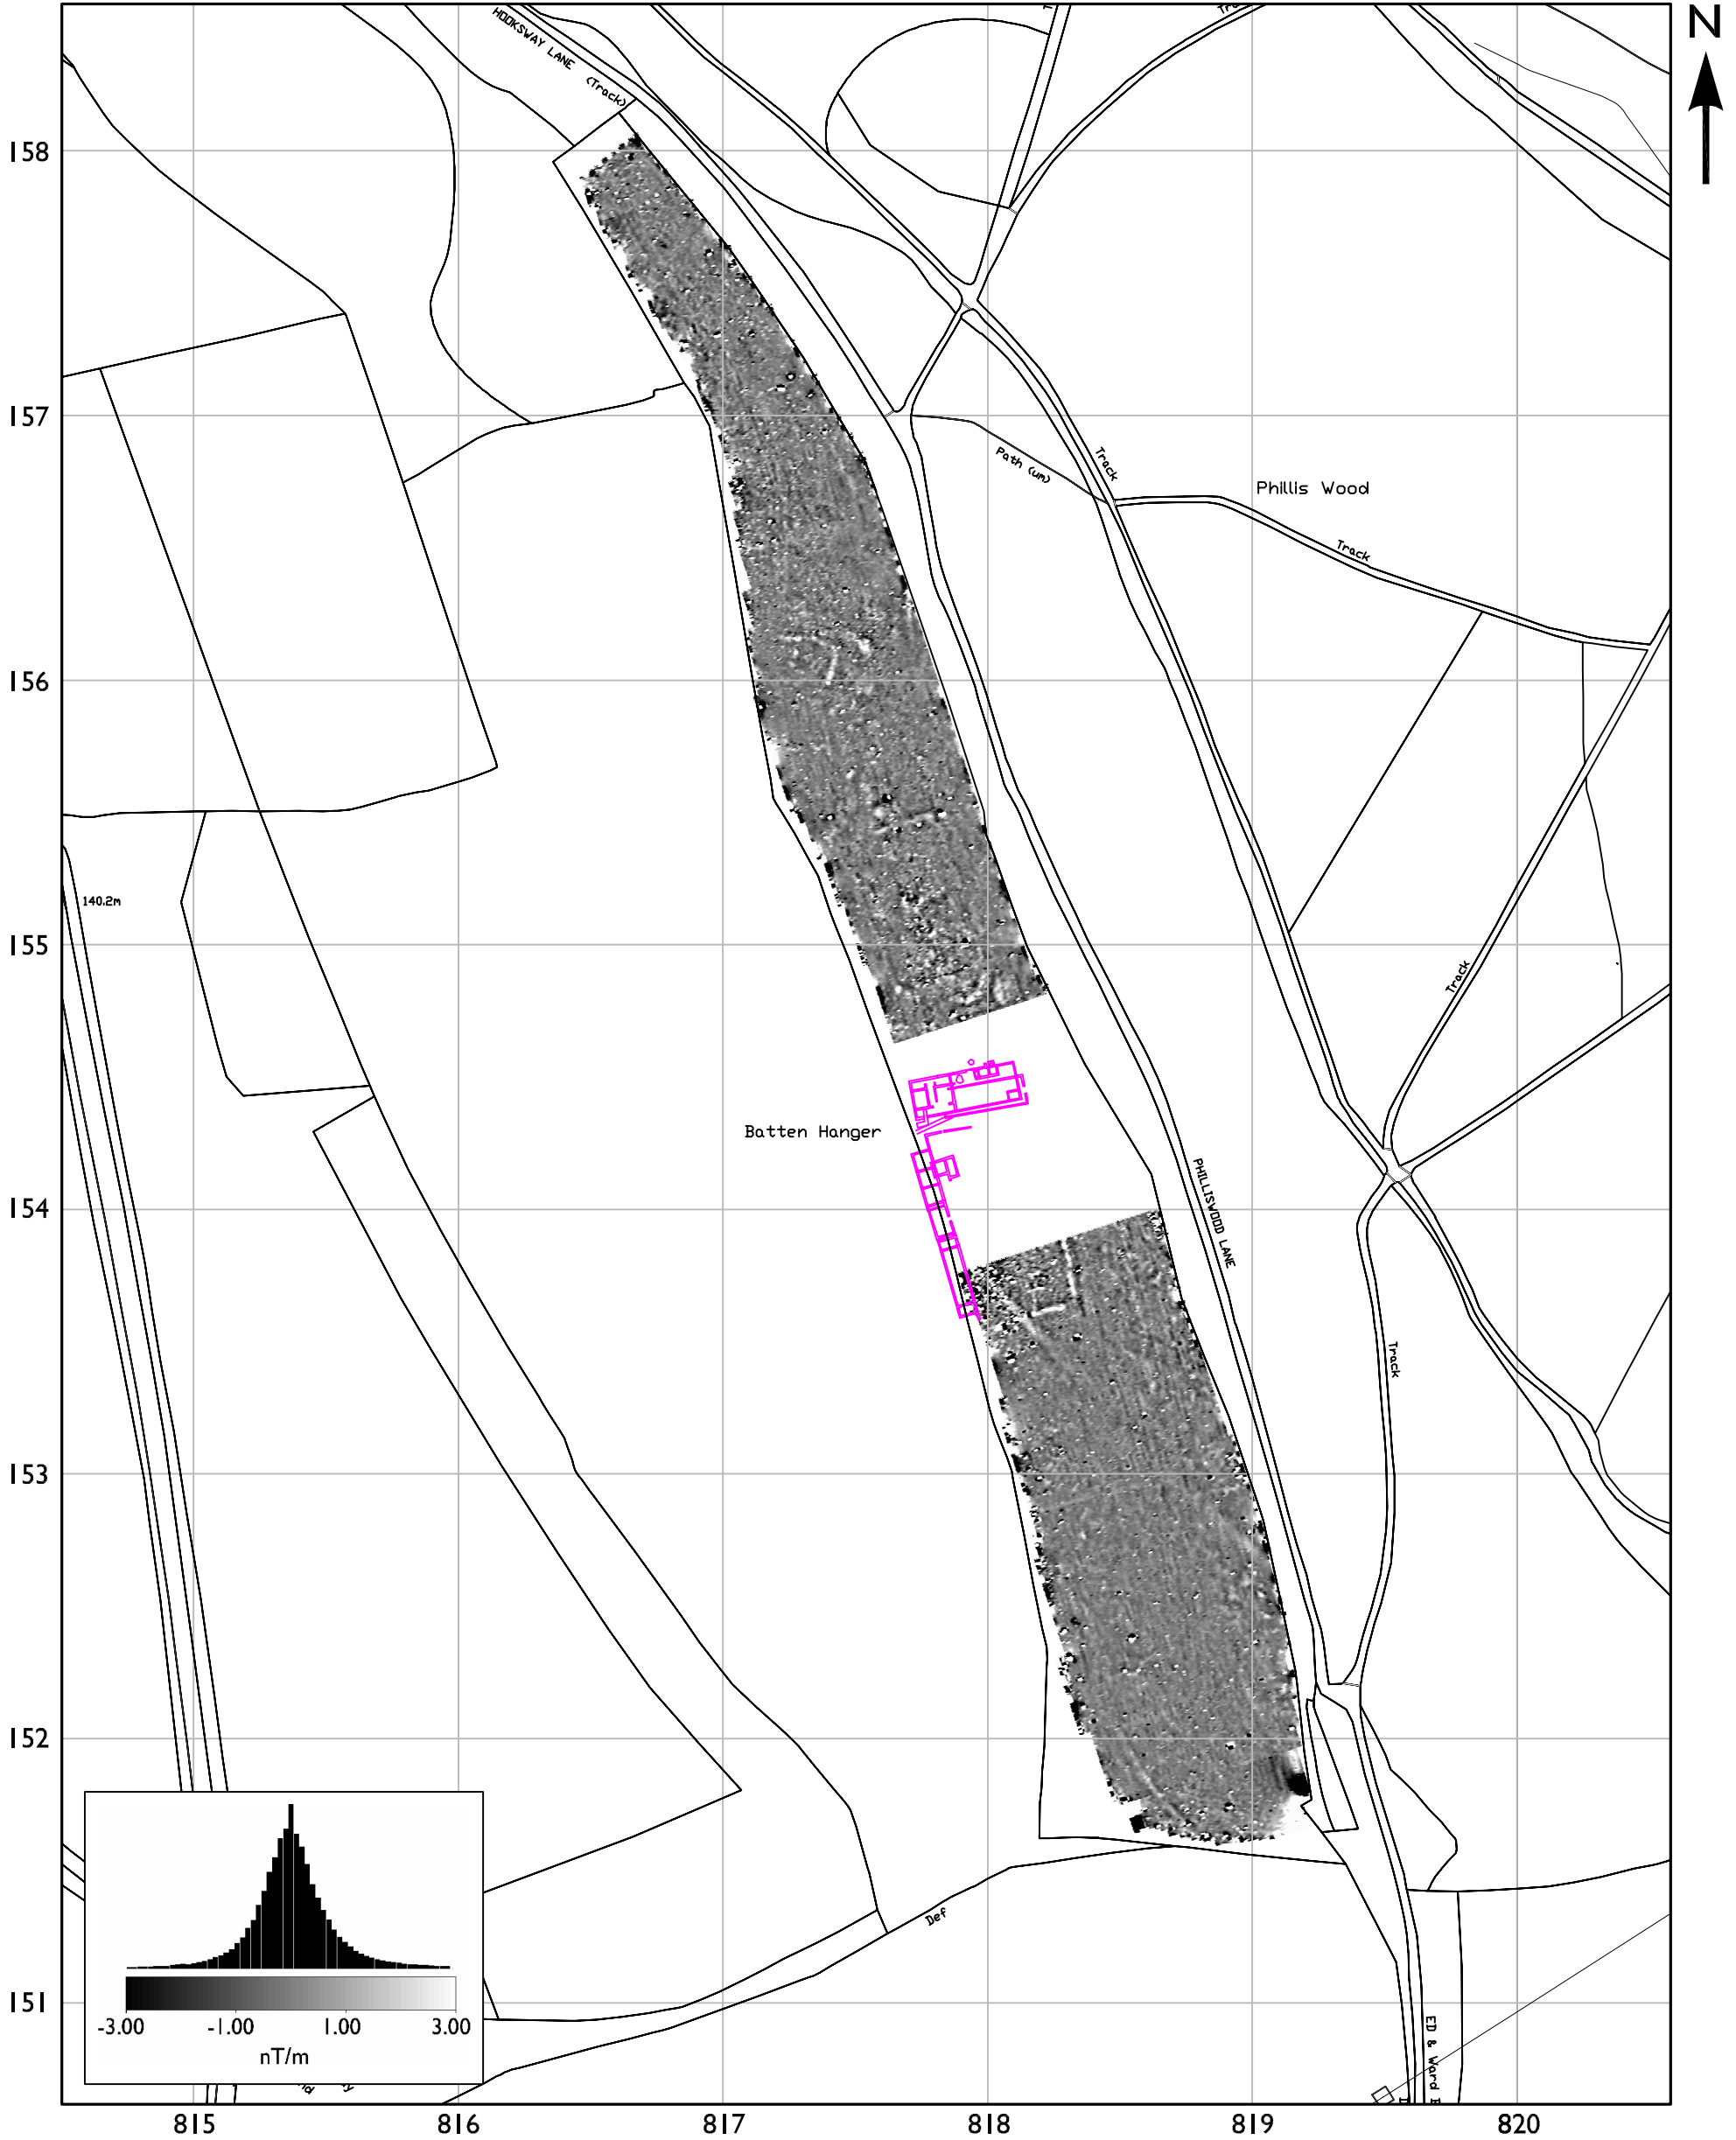 N
HOOKSWAY LANE (Track)
158
157
Path (um)
Track
Phillis Wood
Track
156
140.2m
155
Track
Batten Hanger
PHILLISWOOD LANE
154
Track
153
152
Def
151
-3.00 -1.00 1.00 3.00
nT/m
ED & Ward
815 816 817 818 819 820